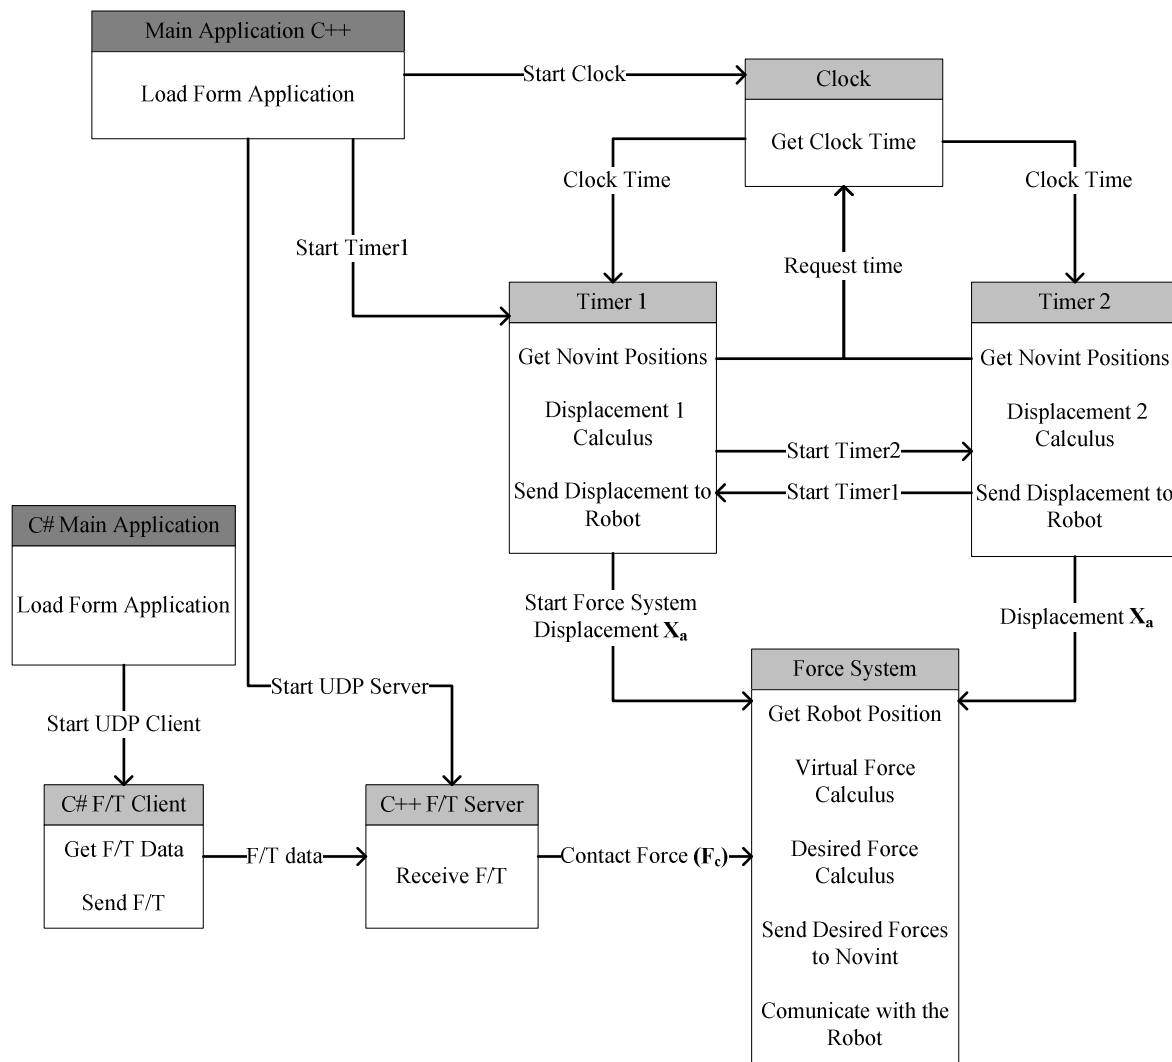 Main Application C++
Load Form Application
Start Clock
Clock
Get Clock Time
Clock Time
Clock Time
Start Timer1
Request time
Timer 1
Get Novint Positions
Displacement 1
Calculus
Send Displacement to
Robot
Timer 2
Get Novint Positions
Displacement 2
Calculus
Send Displacement to
Robot
Start Timer2
Start Timer1
C# Main Application
Load Form Application
Start Force System
Displacement Xₐ
Displacement Xₐ
Start UDP Server
Start UDP Client
Force System
Get Robot Position
Virtual Force
Calculus
Desired Force
Calculus
Send Desired Forces
to Novint
Comunicate with the
Robot
C# F/T Client
Get F/T Data
Send F/T
F/T data
C++ F/T Server
Receive F/T
Contact Force (Fc)